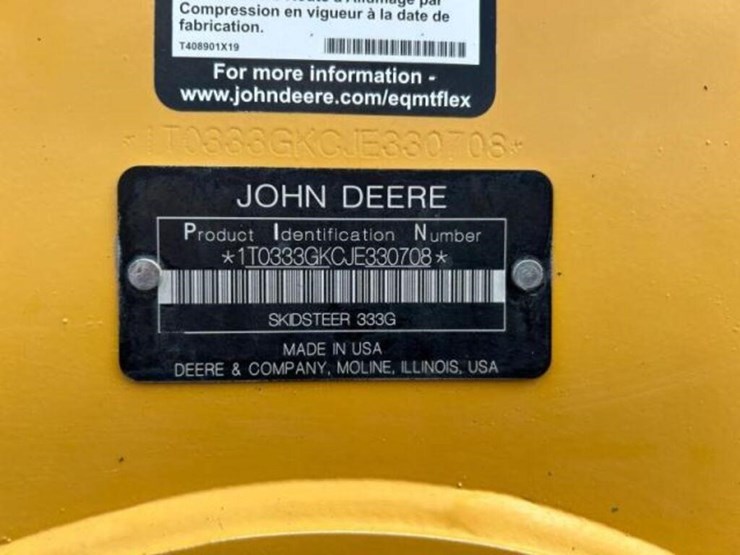 Compression en vigueur à la date de
fabrication.
T408901X19
For more information -
www.johndeere.com/eqmtflex
*1T0333GKCJE330708*
JOHN DEERE
Product Identification Number
*1T0333GKCJE330708*
SKIDSTEER 333G
MADE IN USA
DEERE & COMPANY, MOLINE, ILLINOIS, USA